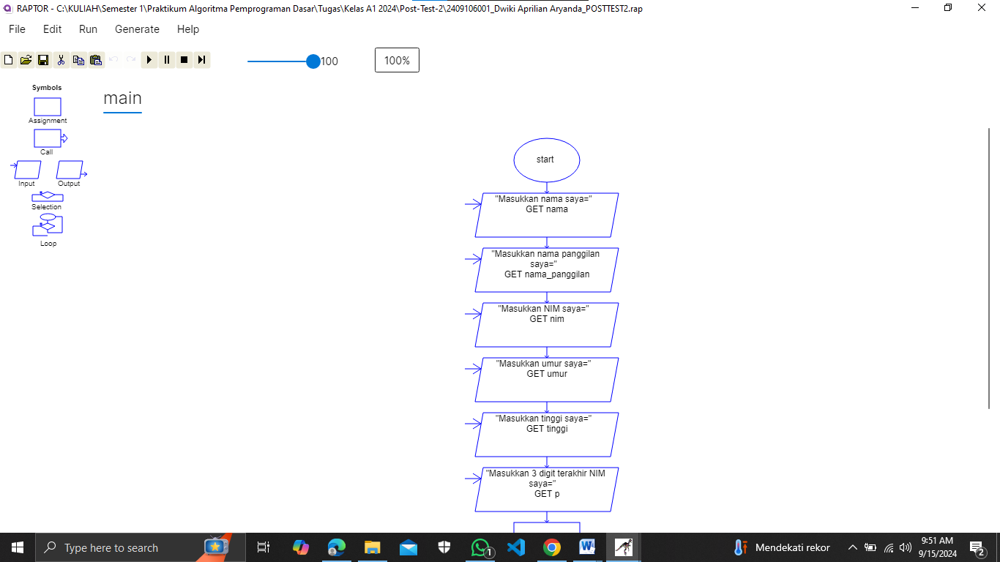 RAPTOR - C:\KULIAH\Semester 1\Praktikum Algoritma Pemprograman Dasar\Tugas\Kelas A1 2024\Post-Test-2\2409106001_Dwiki Aprilian Aryanda_POSTTEST2.rap
File Edit Run Generate Help
100
100%
Symbols
Assignment
Call
Input Output
Selection
Loop
main
start
"Masukkan nama saya="
GET nama
"Masukkan nama panggilan
saya="
GET nama_panggilan
"Masukkan NIM saya="
GET nim
"Masukkan umur saya="
GET umur
"Masukkan tinggi saya="
GET tinggi
"Masukkan 3 digit terakhir NIM
saya="
GET p
Type here to search
1
Mendekati rekor
9:51 AM
9/15/2024
2